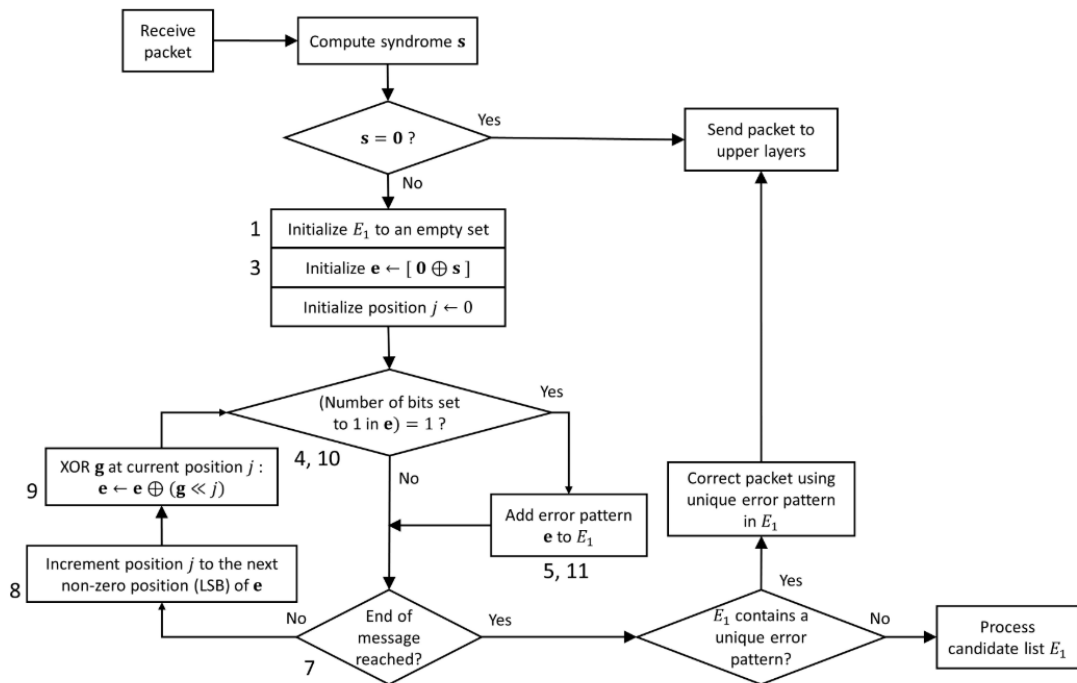 Receive
packet
Compute syndrome 𝐬
𝐬 = 𝟎 ?
Yes
Send packet to
upper layers
No
1
Initialize 𝐸₁ to an empty set
3
Initialize 𝐞 ← [ 𝟎 ⊕ 𝐬 ]
Initialize position 𝑗 ← 0
(Number of bits set
to 1 in 𝐞) = 1 ?
Yes
4, 10
No
XOR 𝐠 at current position 𝑗 :
𝐞 ← 𝐞 ⊕ (𝐠 ≪ 𝑗)
9
Add error pattern
𝐞 to 𝐸₁
5, 11
Correct packet using
unique error pattern
in 𝐸₁
Increment position 𝑗 to the next
non-zero position (LSB) of 𝐞
8
No
End of
message
reached?
7
Yes
𝐸₁ contains a
unique error
pattern?
Yes
No
Process
candidate list 𝐸₁